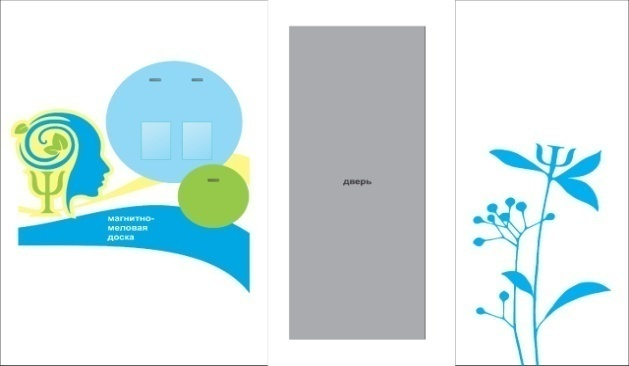 магнитно-
меловая
доска
дверь